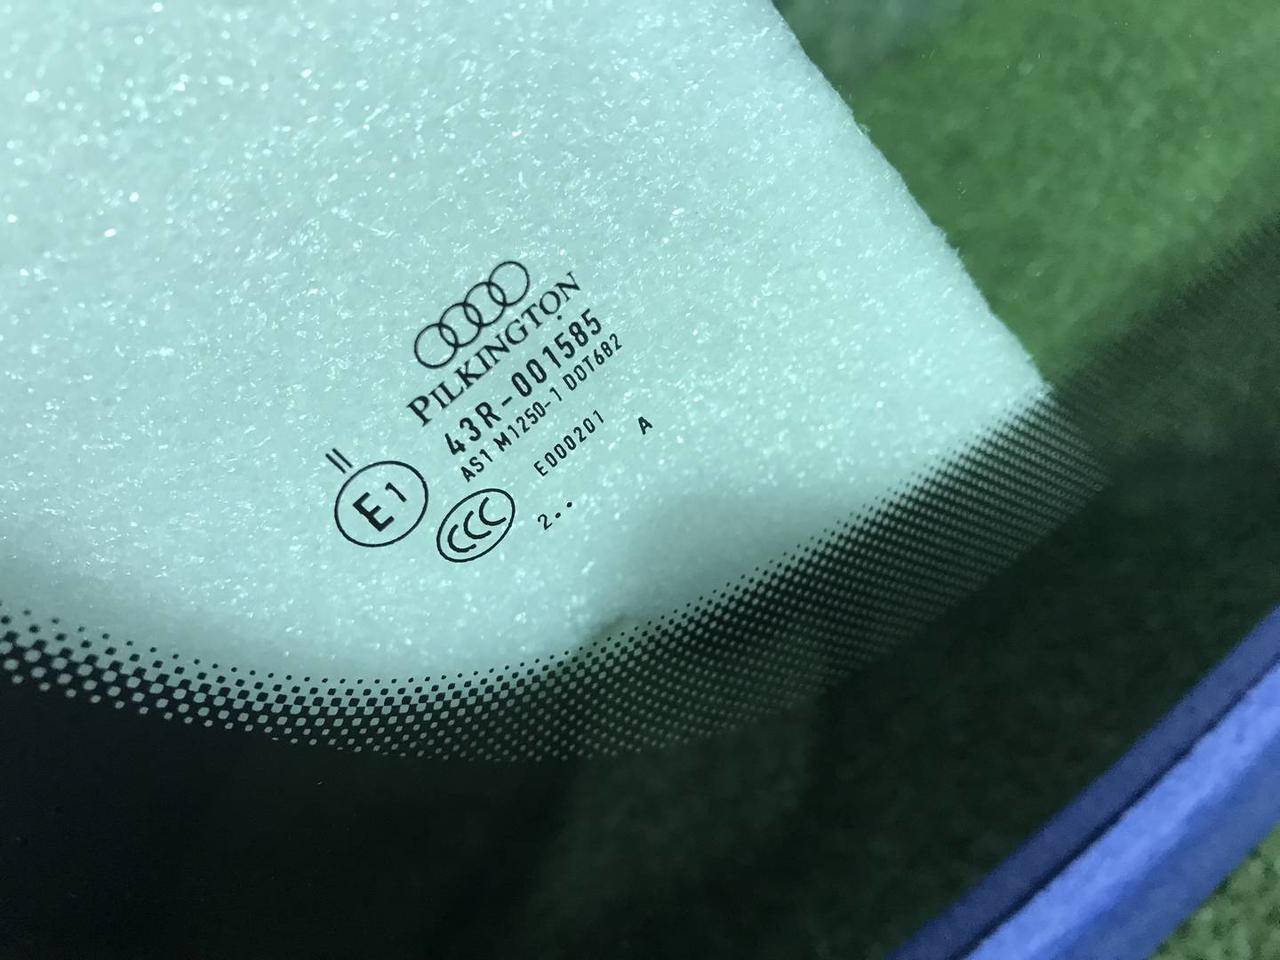 PILKINGTON
43R-001585
AS1 M1250-1 DOT682
II
E1
CCC
E000201
A
2..